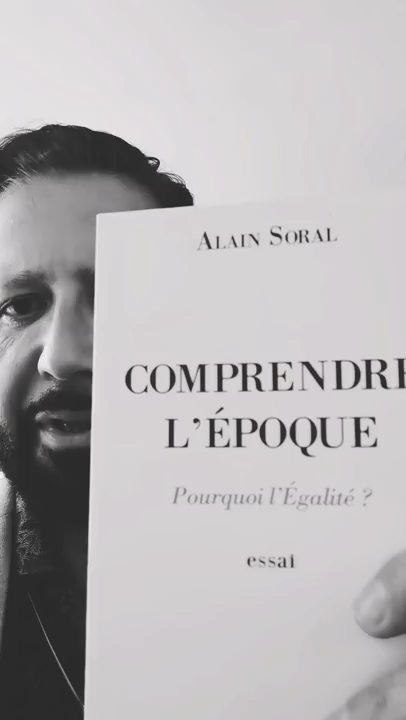 ALAIN SORAL
COMPRENDRE
L'ÉPOQUE
Pourquoi l'Égalité ?
essai